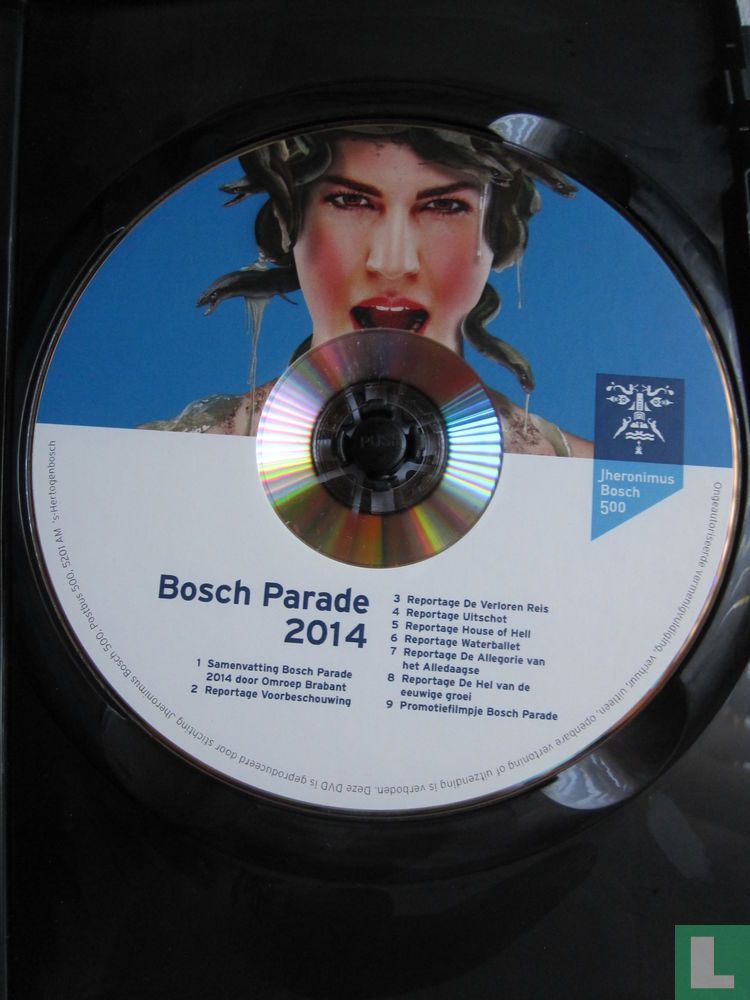 PUSH
Jheronimus
Bosch
500
Bosch Parade
2014
1 Samenvatting Bosch Parade
2014 door Omroep Brabant
2 Reportage Voorbeschouwing
3 Reportage De Verloren Reis
4 Reportage Uitschot
5 Reportage House of Hell
6 Reportage Waterballet
7 Reportage De Allegorie van
het Alledaagse
8 Reportage De Hel van de
eeuwige groei
9 Promotiefilmpje Bosch Parade
Ongeautoriseerde vermenigvuldiging, verhuur, uitleen, openbare vertoning of uitzending is verboden. Deze DVD is geproduceerd door stichting Jheronimus Bosch 500, Postbus 500, 5201 AM 's-Hertogenbosch
L